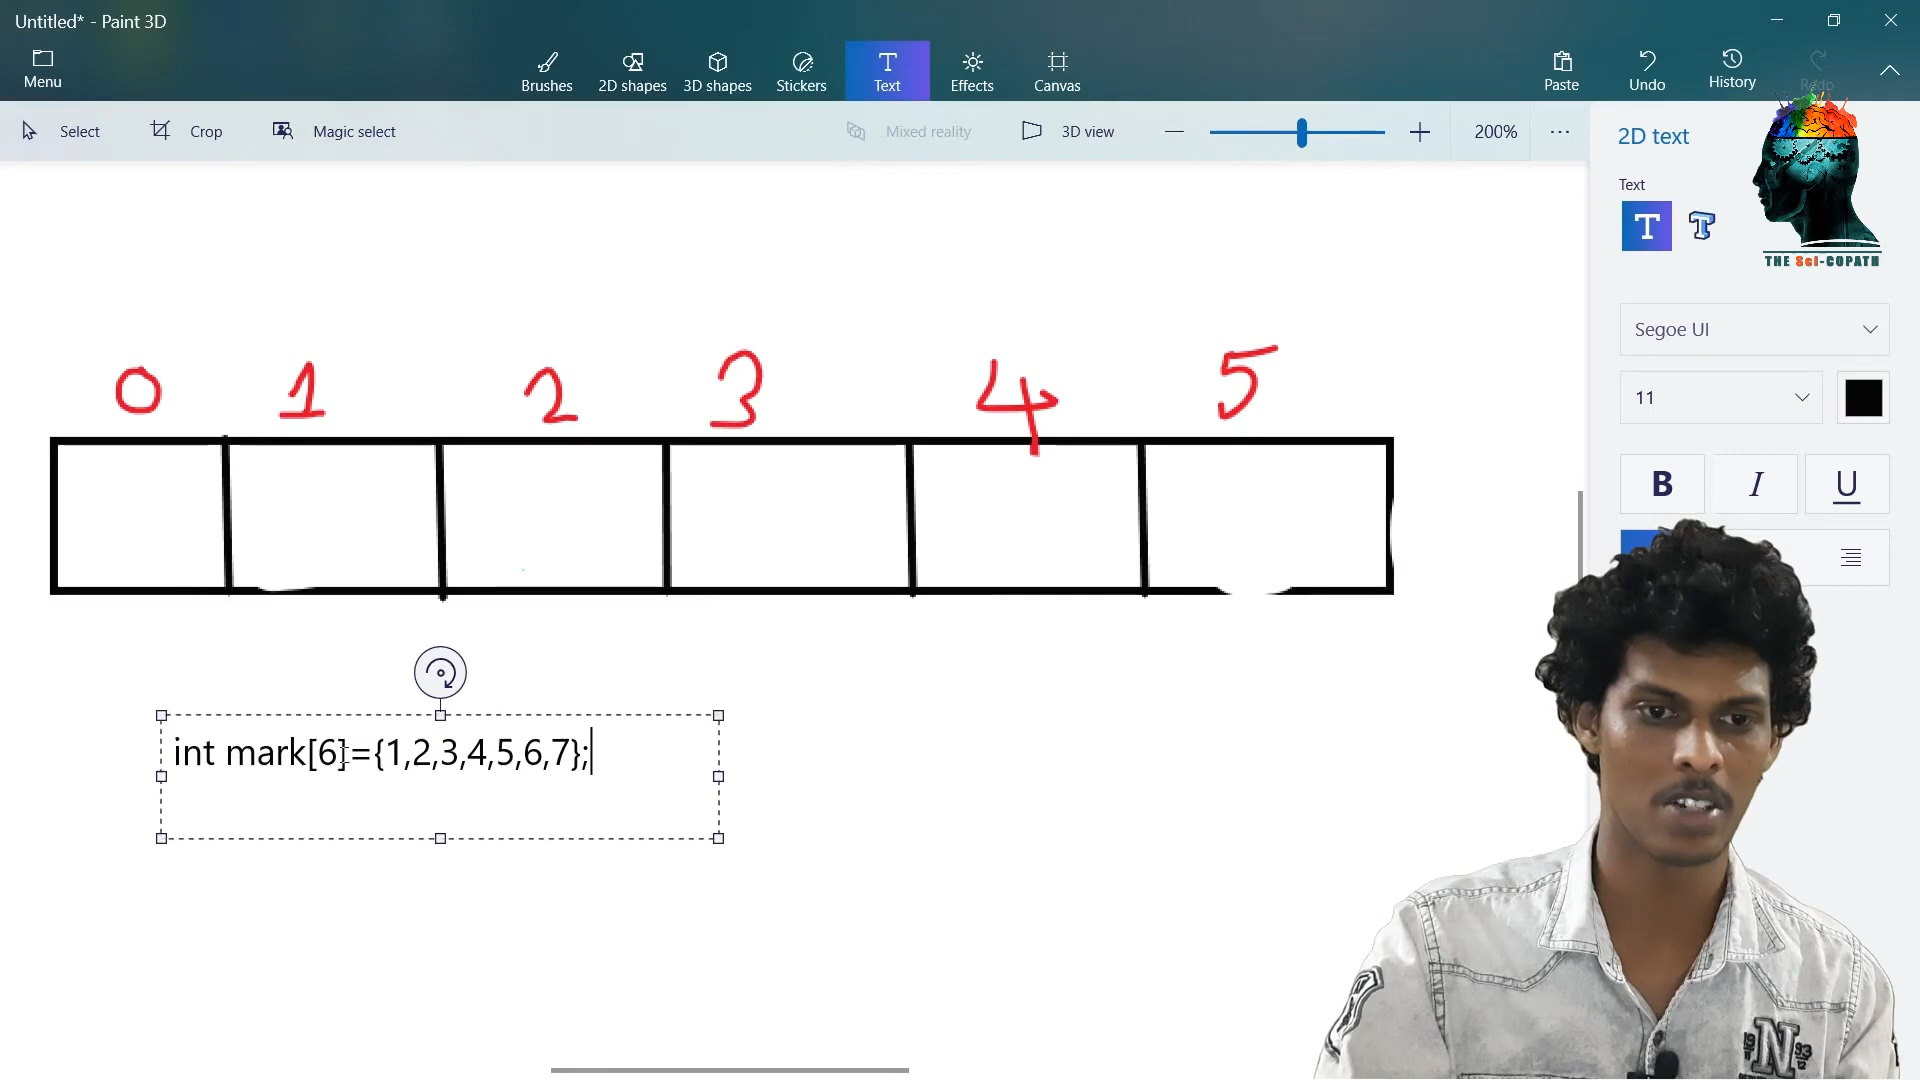 Untitled* - Paint 3D
Menu
Brushes
2D shapes
3D shapes
Stickers
Text
Effects
Canvas
Paste
Undo
History
Redo
Select
Crop
Magic select
Mixed reality
3D view
200%
2D text
Text
THE Sci-COPATH
Segoe UI
11
B
I
U
0 1 2 3 4 5
int mark[6]={1,2,3,4,5,6,7};
N